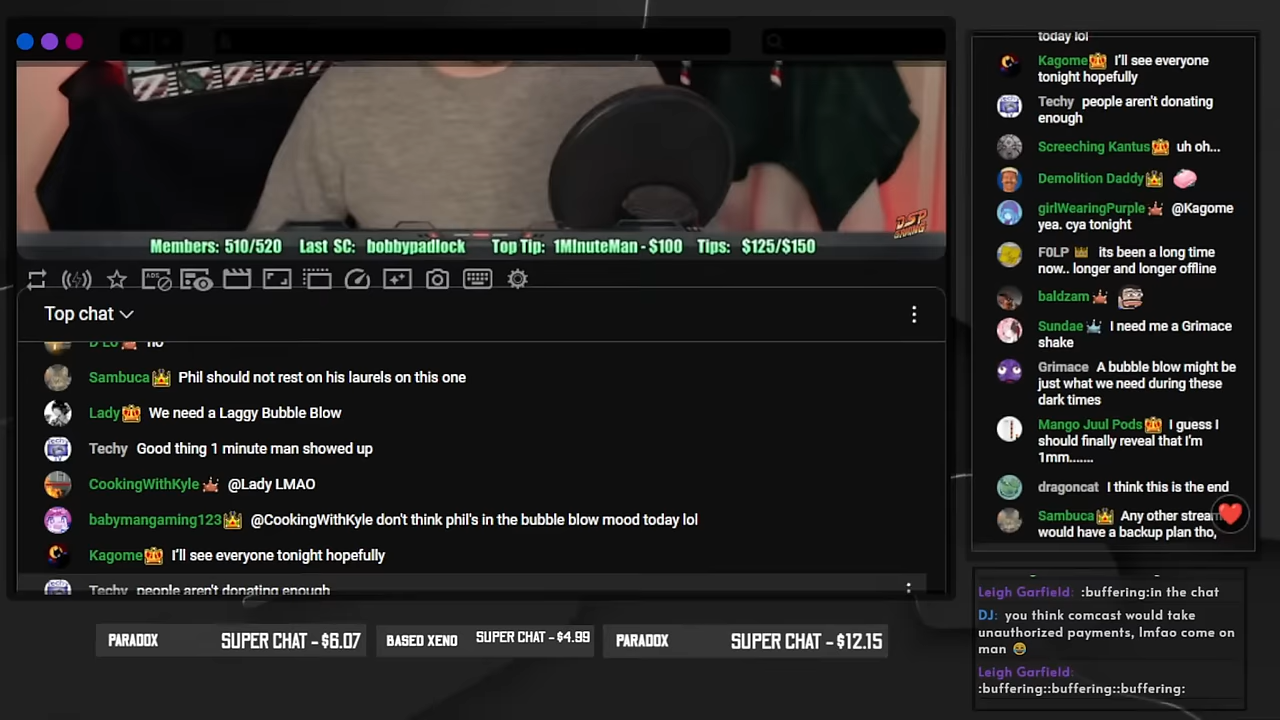 Members: 510/520 Last SC: bobbypadlock Top Tip: 1MInuteMan - $100 Tips: $125/$150
DSP
GAMING
Top chat
D Lo no
Sambuca Phil should not rest on his laurels on this one
Lady We need a Laggy Bubble Blow
Techy Good thing 1 minute man showed up
CookingWithKyle @Lady LMAO
babymangaming123 @CookingWithKyle don't think phil's in the bubble blow mood today lol
Kagome I'll see everyone tonight hopefully
Techy people aren't donating enough
PARADOX SUPER CHAT - $6.07
BASED XENO SUPER CHAT - $4.99
PARADOX SUPER CHAT - $12.15
today lol
Kagome I'll see everyone
tonight hopefully
Techy people aren't donating
enough
Screeching Kantus uh oh...
Demolition Daddy
girlWearingPurple @Kagome
yea. cya tonight
FOLP its been a long time
now.. longer and longer offline
baldzam
Sundae I need me a Grimace
shake
Grimace A bubble blow might be
just what we need during these
dark times
Mango Juul Pods I guess I
should finally reveal that I'm
1mm.......
dragoncat I think this is the end
Sambuca Any other stream
would have a backup plan tho,
Leigh Garfield: :buffering:in the chat
DJ: you think comcast would take
unauthorized payments, lmfao come on
man
Leigh Garfield:
:buffering::buffering::buffering: